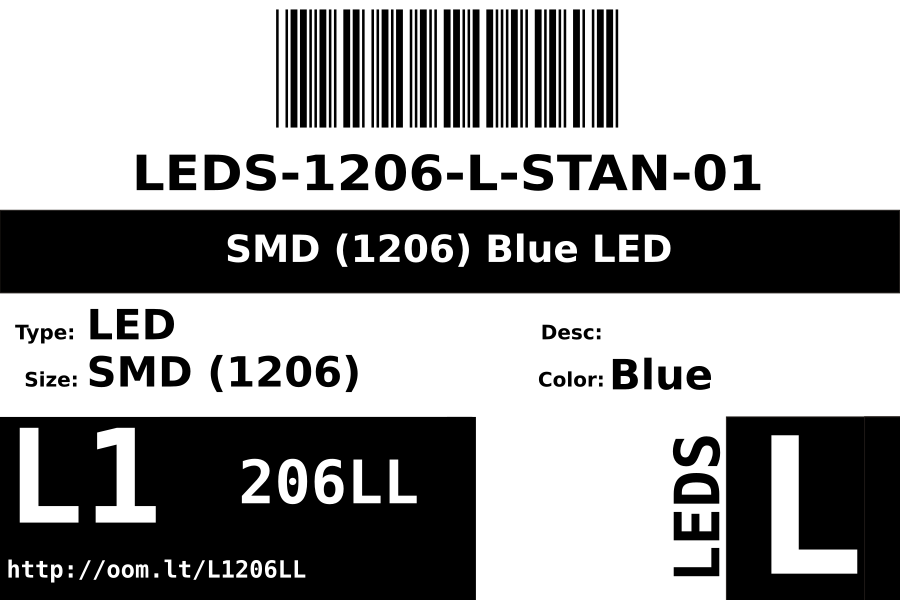 LEDS-1206-L-STAN-01
SMD (1206) Blue LED
Type: LED
Desc:
Size: SMD (1206)
Color: Blue
L1 206LL
http://oom.lt/L1206LL
LEDS
L